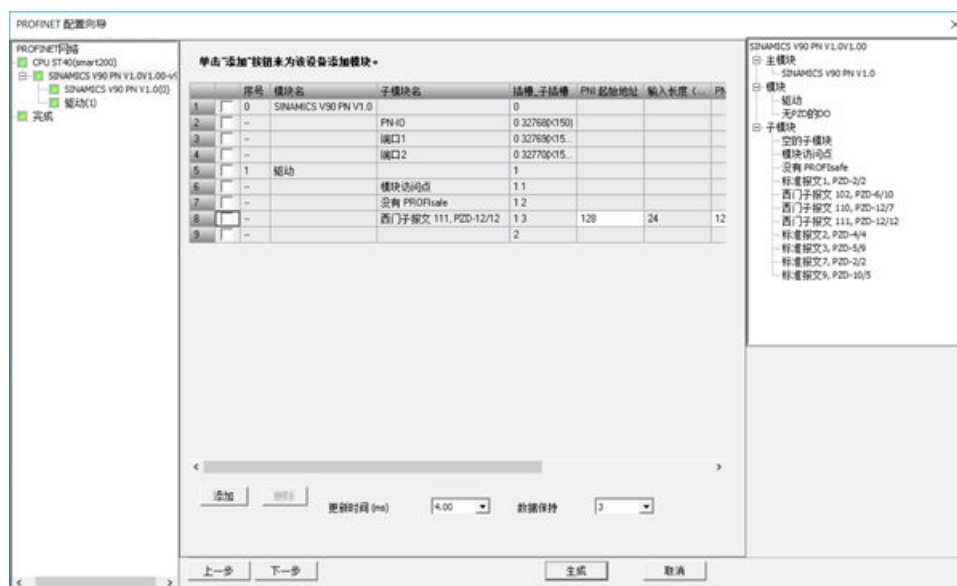 PROFINET 配置向导
PROFINET网络
CPU ST40(smart200)
SINAMICS V90 PN V1.0V1.00-v9
SINAMICS V90 PN V1.0(0)
驱动(1)
完成
单击“添加”按钮来为该设备添加模块。
序号 模块名 子模块名 插槽_子插槽 PNI 起始地址 输入长度 (... PN
1 0 SINAMICS V90 PN V1.0 0
2 -- PN-IO 0 32768(X150)
3 -- 端口1 0 32769(X15...
4 -- 端口2 0 32770(X15...
5 1 驱动 1
6 -- 模块访问点 1 1
7 -- 没有 PROFIsafe 1 2
8 -- 西门子报文 111, PZD-12/12 1 3 128 24 12
9 -- 2
添加 删除
更新时间 (ms) 4.00 数据保持 3
上一步 下一步 生成 取消
SINAMICS V90 PN V1.0V1.00
主模块
SINAMICS V90 PN V1.0
模块
驱动
无PZD的DO
子模块
空的子模块
模块访问点
没有 PROFIsafe
标准报文1, PZD-2/2
西门子报文 102, PZD-6/10
西门子报文 110, PZD-12/7
西门子报文 111, PZD-12/12
标准报文2, PZD-4/4
标准报文3, PZD-5/9
标准报文7, PZD-2/2
标准报文9, PZD-10/5